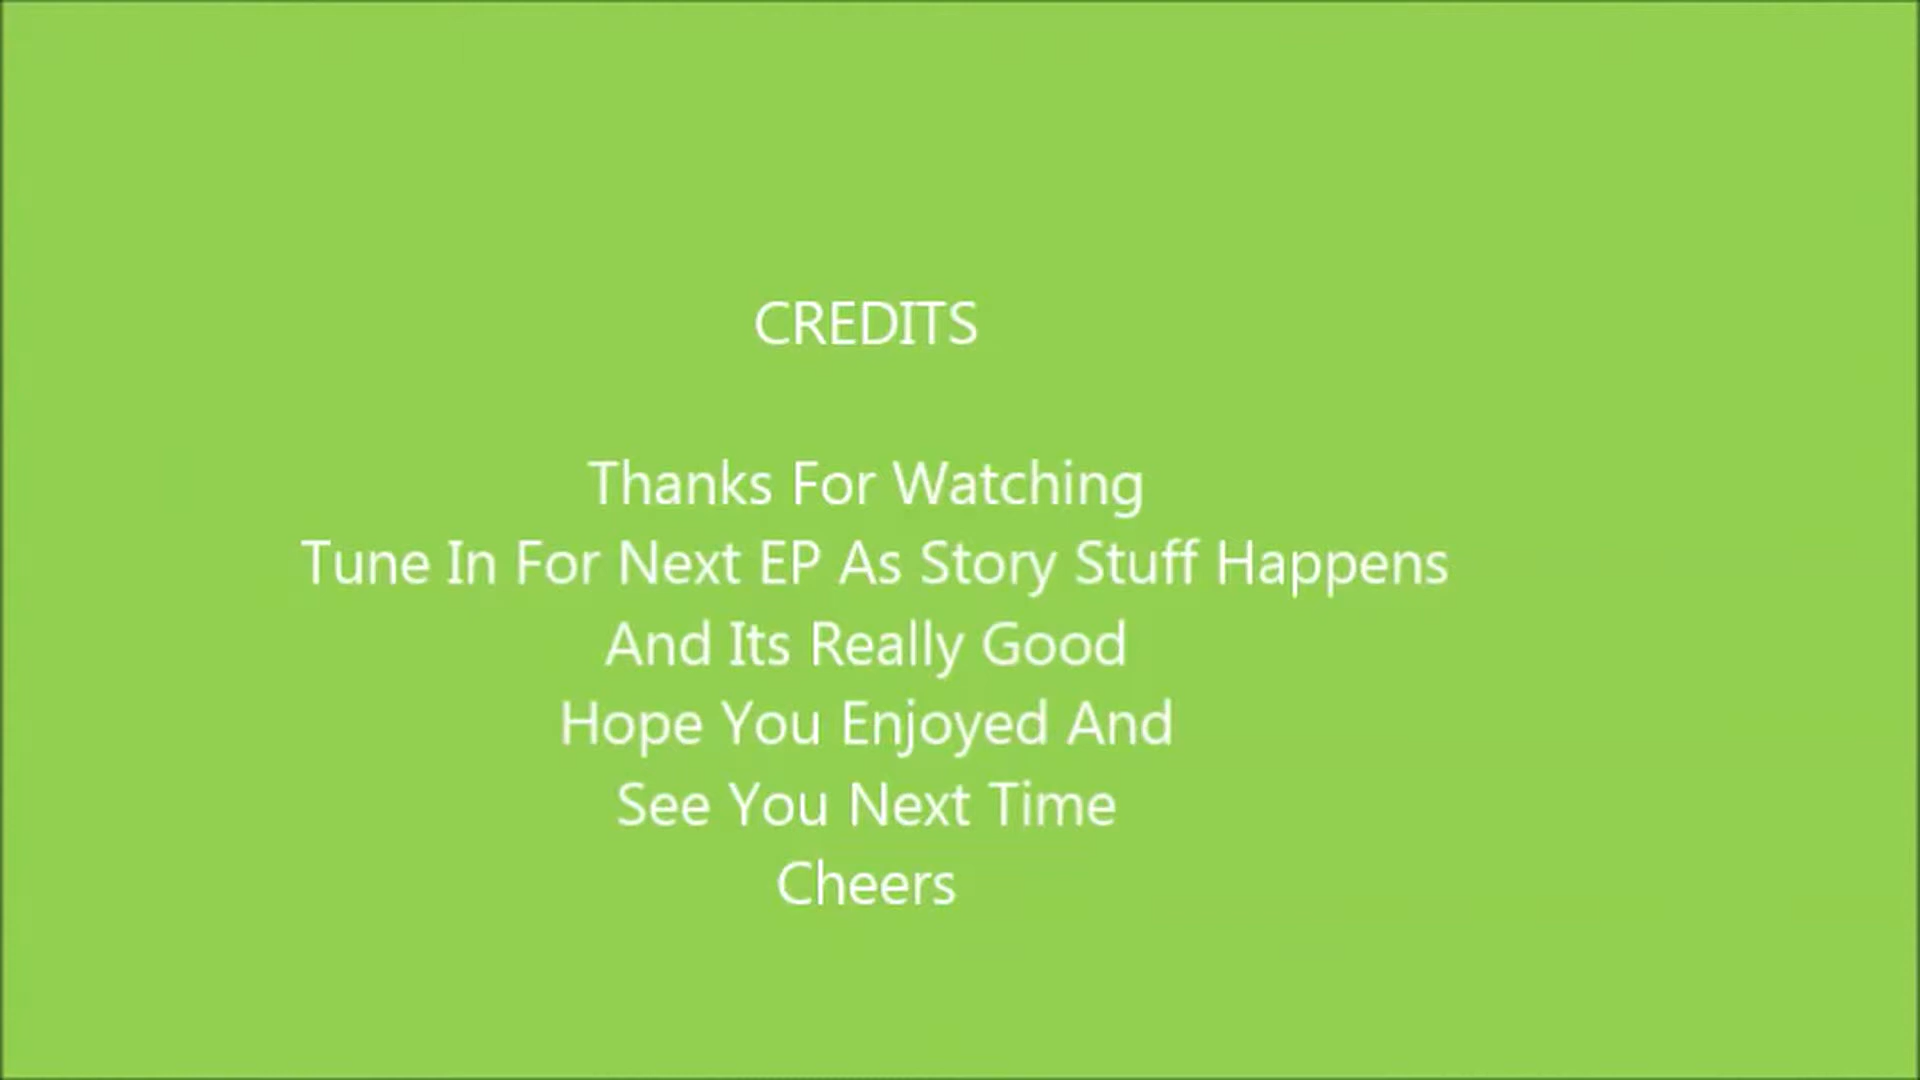 CREDITS
Thanks For Watching
Tune In For Next EP As Story Stuff Happens
And Its Really Good
Hope You Enjoyed And
See You Next Time
Cheers